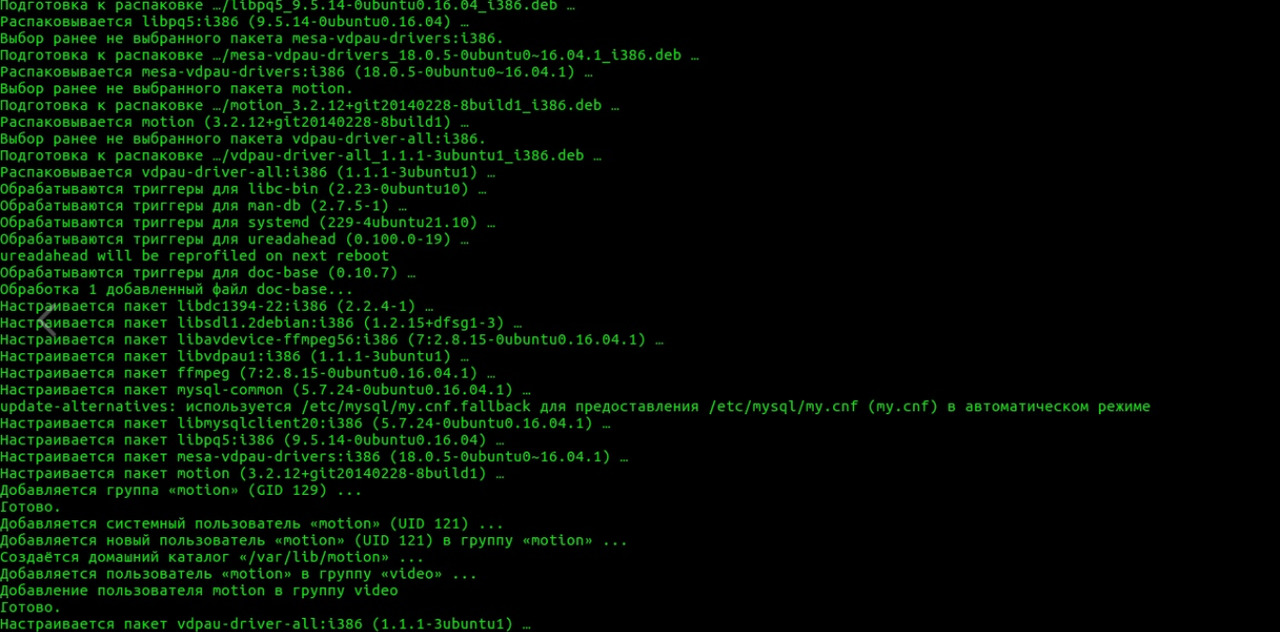 Подготовка к распаковке …/libpq5_9.5.14-0ubuntu0.16.04_i386.deb …
Распаковывается libpq5:i386 (9.5.14-0ubuntu0.16.04) …
Выбор ранее не выбранного пакета mesa-vdpau-drivers:i386.
Подготовка к распаковке …/mesa-vdpau-drivers_18.0.5-0ubuntu0~16.04.1_i386.deb …
Распаковывается mesa-vdpau-drivers:i386 (18.0.5-0ubuntu0~16.04.1) …
Выбор ранее не выбранного пакета motion.
Подготовка к распаковке …/motion_3.2.12+git20140228-8build1_i386.deb …
Распаковывается motion (3.2.12+git20140228-8build1) …
Выбор ранее не выбранного пакета vdpau-driver-all:i386.
Подготовка к распаковке …/vdpau-driver-all_1.1.1-3ubuntu1_i386.deb …
Распаковывается vdpau-driver-all:i386 (1.1.1-3ubuntu1) …
Обрабатываются триггеры для libc-bin (2.23-0ubuntu10) …
Обрабатываются триггеры для man-db (2.7.5-1) …
Обрабатываются триггеры для systemd (229-4ubuntu21.10) …
Обрабатываются триггеры для ureadahead (0.100.0-19) …
ureadahead will be reprofiled on next reboot
Обрабатываются триггеры для doc-base (0.10.7) …
Обработка 1 добавленный файл doc-base...
Настраивается пакет libdc1394-22:i386 (2.2.4-1) …
Настраивается пакет libsdl1.2debian:i386 (1.2.15+dfsg1-3) …
Настраивается пакет libavdevice-ffmpeg56:i386 (7:2.8.15-0ubuntu0.16.04.1) …
Настраивается пакет libvdpau1:i386 (1.1.1-3ubuntu1) …
Настраивается пакет ffmpeg (7:2.8.15-0ubuntu0.16.04.1) …
Настраивается пакет mysql-common (5.7.24-0ubuntu0.16.04.1) …
update-alternatives: используется /etc/mysql/my.cnf.fallback для предоставления /etc/mysql/my.cnf (my.cnf) в автоматическом режиме
Настраивается пакет libmysqlclient20:i386 (5.7.24-0ubuntu0.16.04.1) …
Настраивается пакет libpq5:i386 (9.5.14-0ubuntu0.16.04) …
Настраивается пакет mesa-vdpau-drivers:i386 (18.0.5-0ubuntu0~16.04.1) …
Настраивается пакет motion (3.2.12+git20140228-8build1) …
Добавляется группа «motion» (GID 129) ...
Готово.
Добавляется системный пользователь «motion» (UID 121) ...
Добавляется новый пользователь «motion» (UID 121) в группу «motion» ...
Создаётся домашний каталог «/var/lib/motion» ...
Добавляется пользователь «motion» в группу «video» ...
Добавление пользователя motion в группу video
Готово.
Настраивается пакет vdpau-driver-all:i386 (1.1.1-3ubuntu1) …